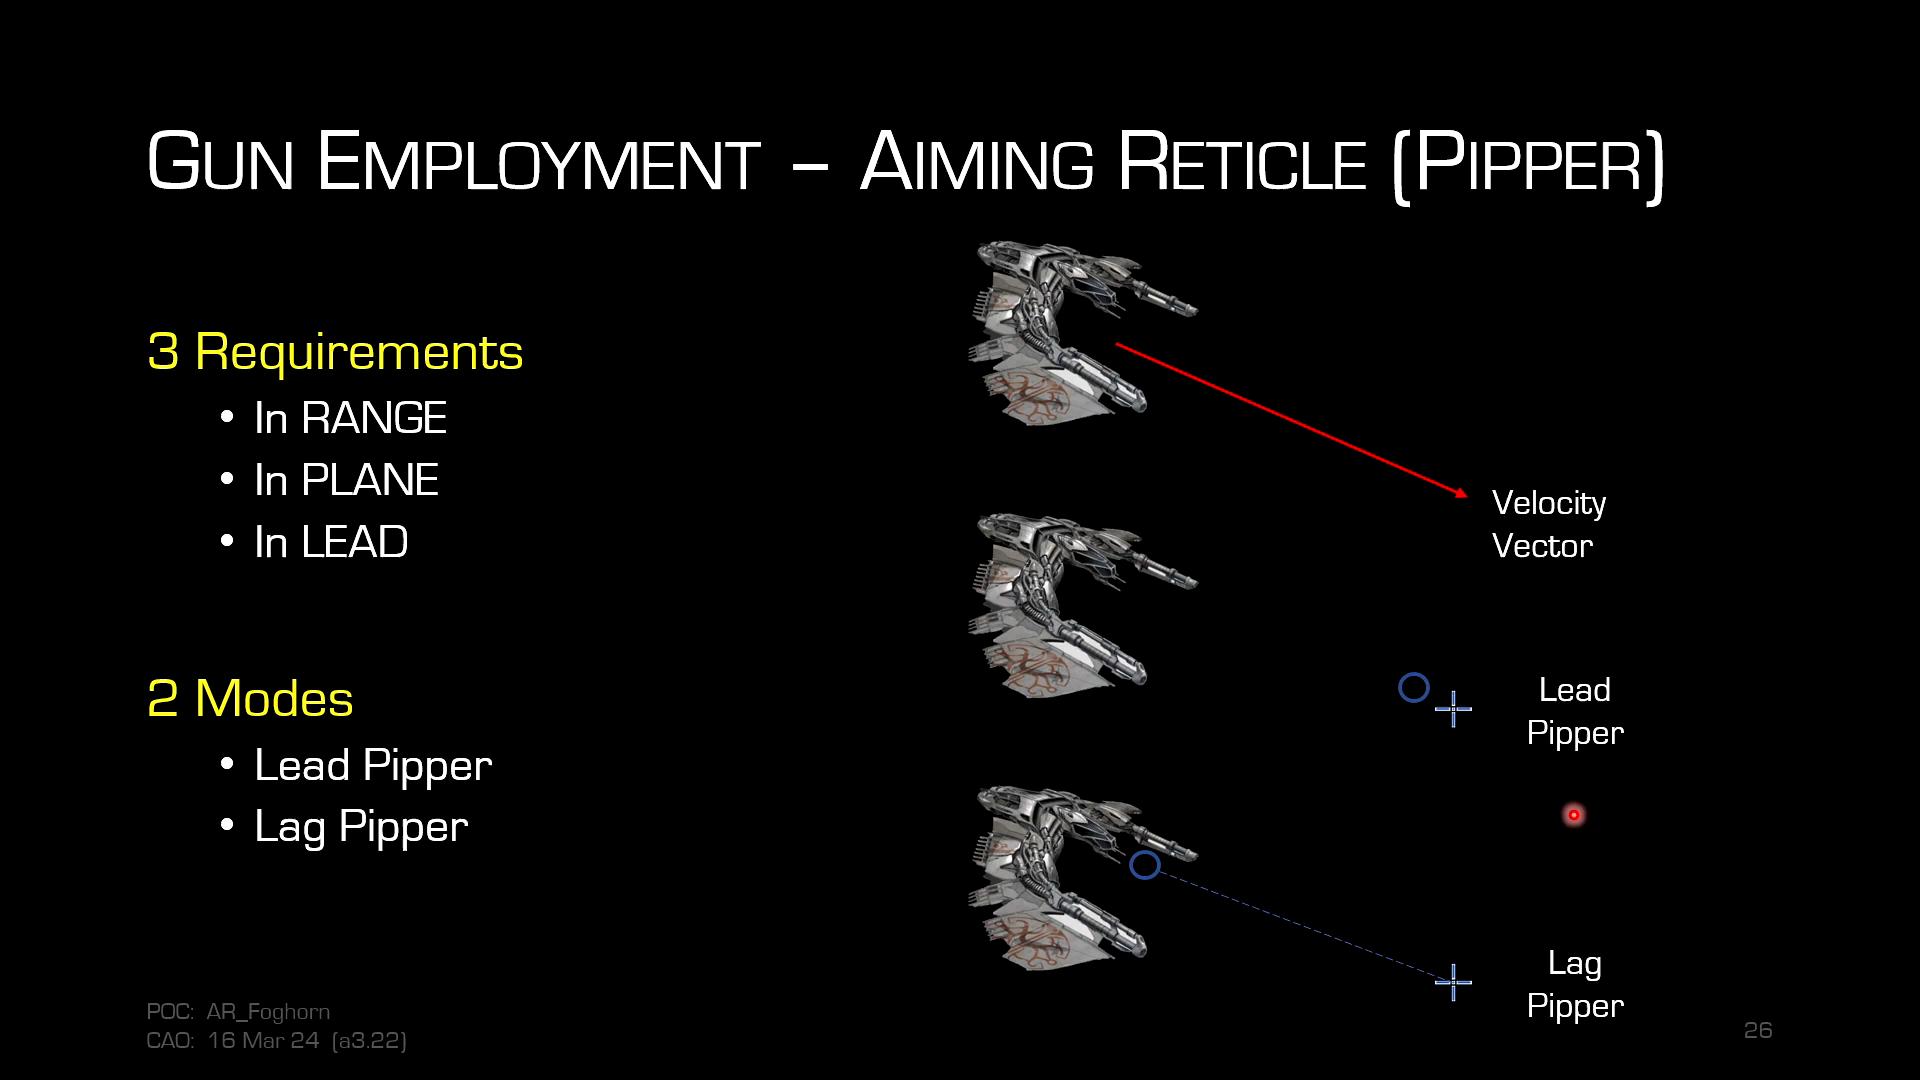 GUN EMPLOYMENT – AIMING RETICLE (PIPPER)
3 Requirements
• In RANGE
• In PLANE
• In LEAD
2 Modes
• Lead Pipper
• Lag Pipper
Velocity
Vector
Lead
Pipper
Lag
Pipper
POC: AR_Foghorn
CAO: 16 Mar 24 (a3.22)
26